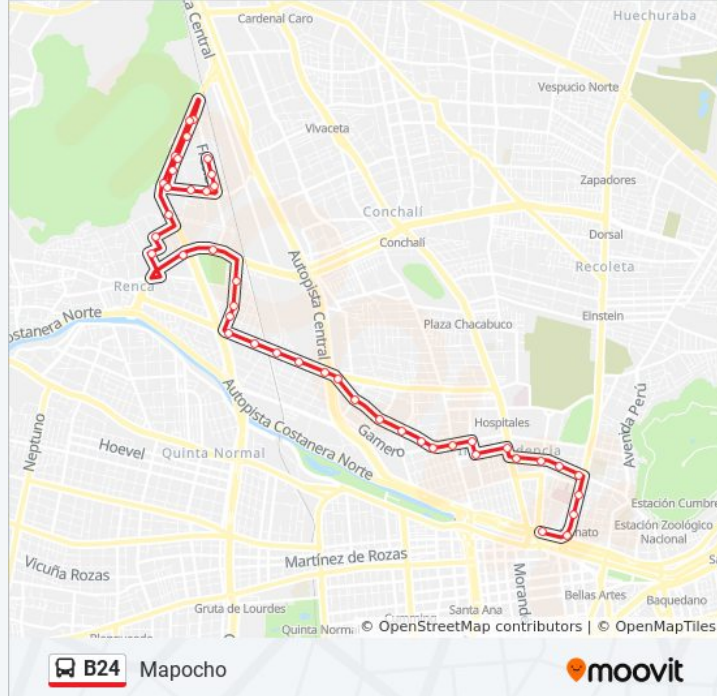 a Central
Cardenal Caro
Huechuraba
Vespucio Norte
Vivaceta
Zapadores
Conchalí
Conchalí
Dorsal
Recoleta
Autopista Central
Renca
Einstein
Costanera Norte
Plaza Chacabuco
Avenida Perú
Autopista Costanera Norte
Gamero
Hospitales
Neptuno
Hoevel
Quinta Normal
Estación Cumbre
Estación Zoológico
Nacional
Martínez de Rozas
Vicuña Rozas
Morandé
Bellas Artes
Baquedano
Gruta de Lourdes
Santa Ana
Quinta Norm
© OpenStreetMap contributors | © OpenMapTiles
B24 Mapocho
moovit